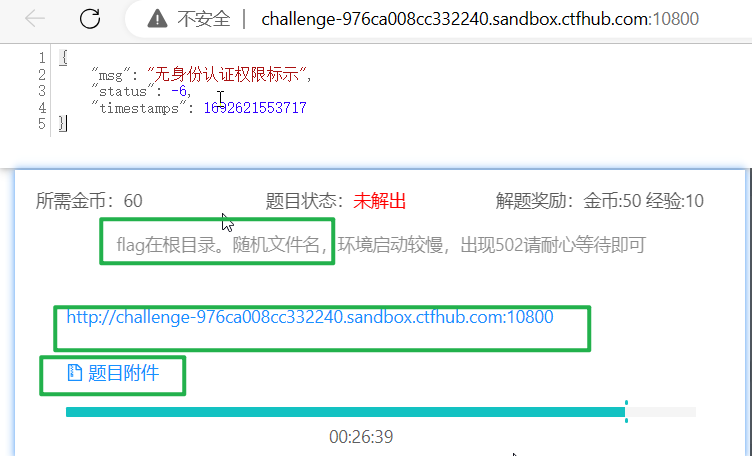 不安全 | challenge-976ca008cc332240.sandbox.ctfhub.com:10800
1 {
2 "msg": "无身份认证权限标示",
3 "status": -6,
4 "timestamps": 1692621553717
5 }
所需金币：60 题目状态：未解出 解题奖励：金币:50 经验:10
flag在根目录。随机文件名，环境启动较慢，出现502请耐心等待即可
http://challenge-976ca008cc332240.sandbox.ctfhub.com:10800
题目附件
00:26:39